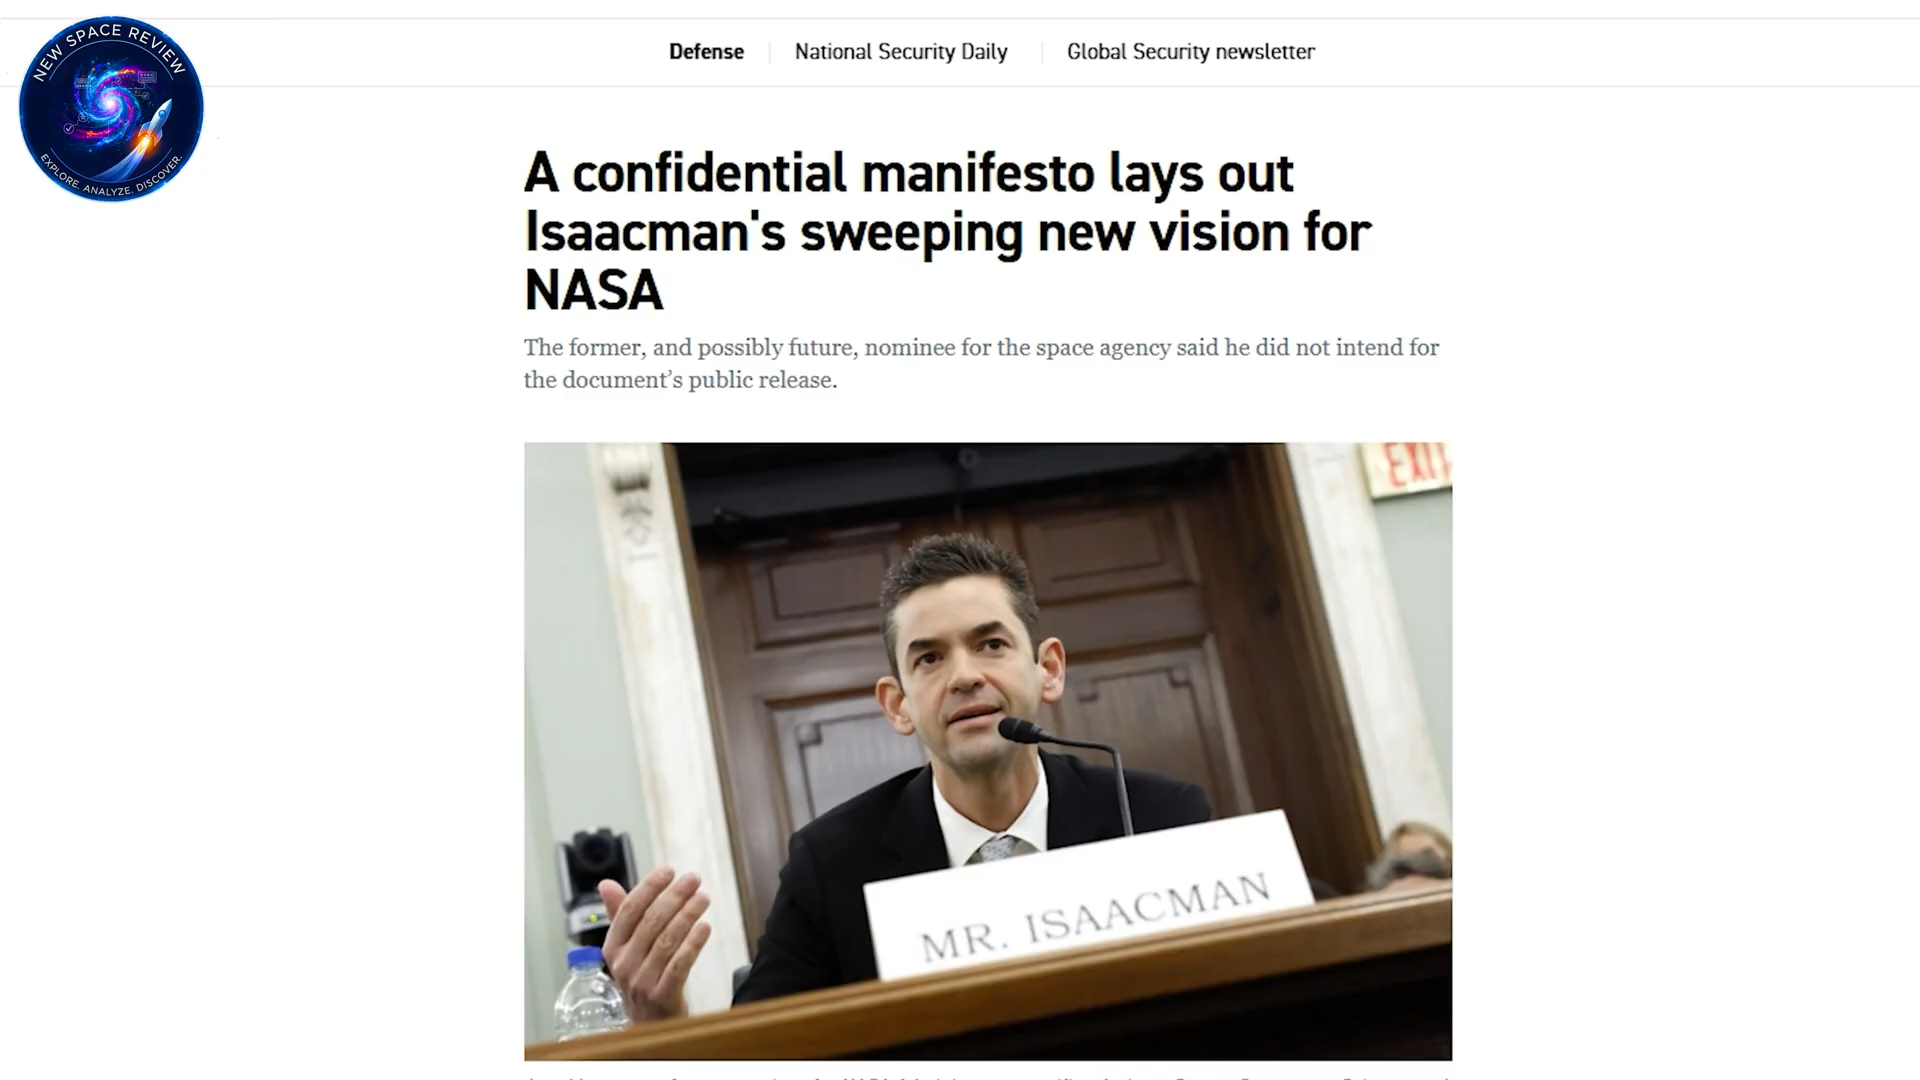 NEW SPACE REVIEW
EXPLORE. ANALYZE. DISCOVER.
Defense
National Security Daily
Global Security newsletter
A confidential manifesto lays out
Isaacman's sweeping new vision for
NASA
The former, and possibly future, nominee for the space agency said he did not intend for
the document’s public release.
EXIT
MR. ISAACMAN